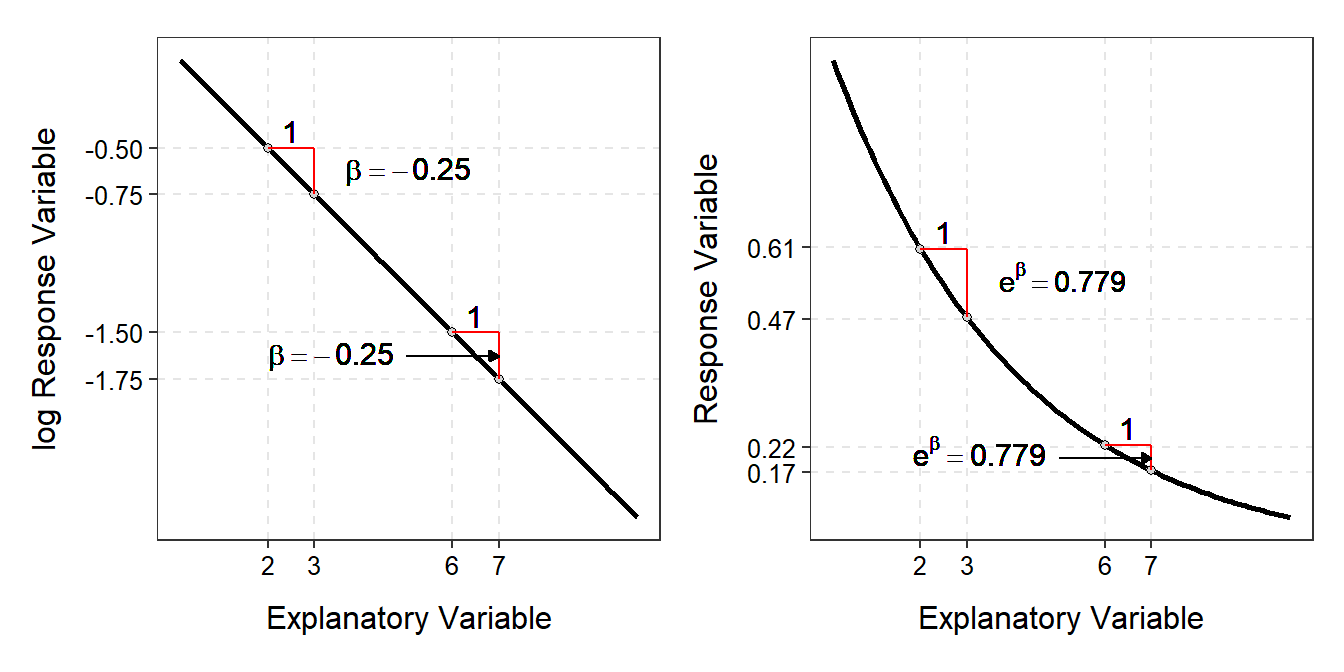 log Response Variable
-0.50
-0.75
-1.50
-1.75
1
β = −0.25
1
β = −0.25
2 3 6 7
Explanatory Variable
Response Variable
0.61
0.47
0.22
0.17
1
e^β = 0.779
1
e^β = 0.779
2 3 6 7
Explanatory Variable